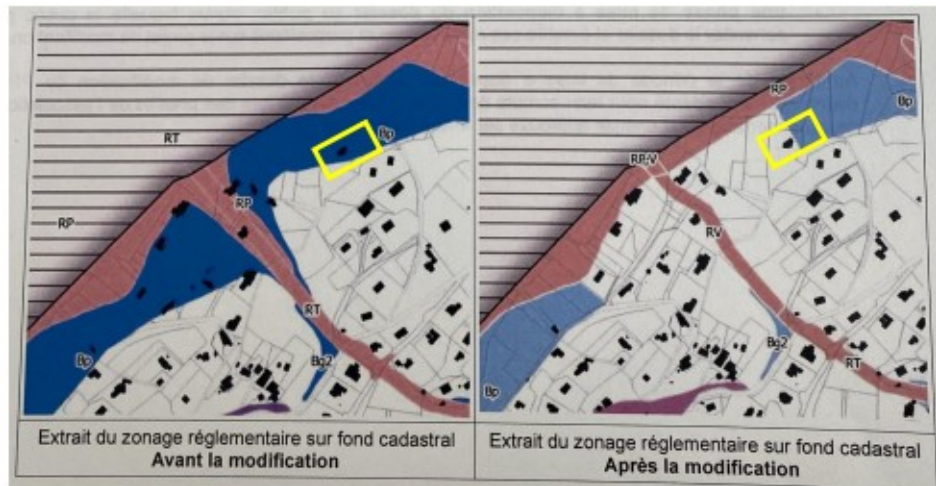 RT
RP
Bp
RP
RT
Bp
Bg2
Extrait du zonage réglementaire sur fond cadastral
Avant la modification
RP
Bp
RP/V
RV
Bg2
RT
Bp
Extrait du zonage réglementaire sur fond cadastral
Après la modification